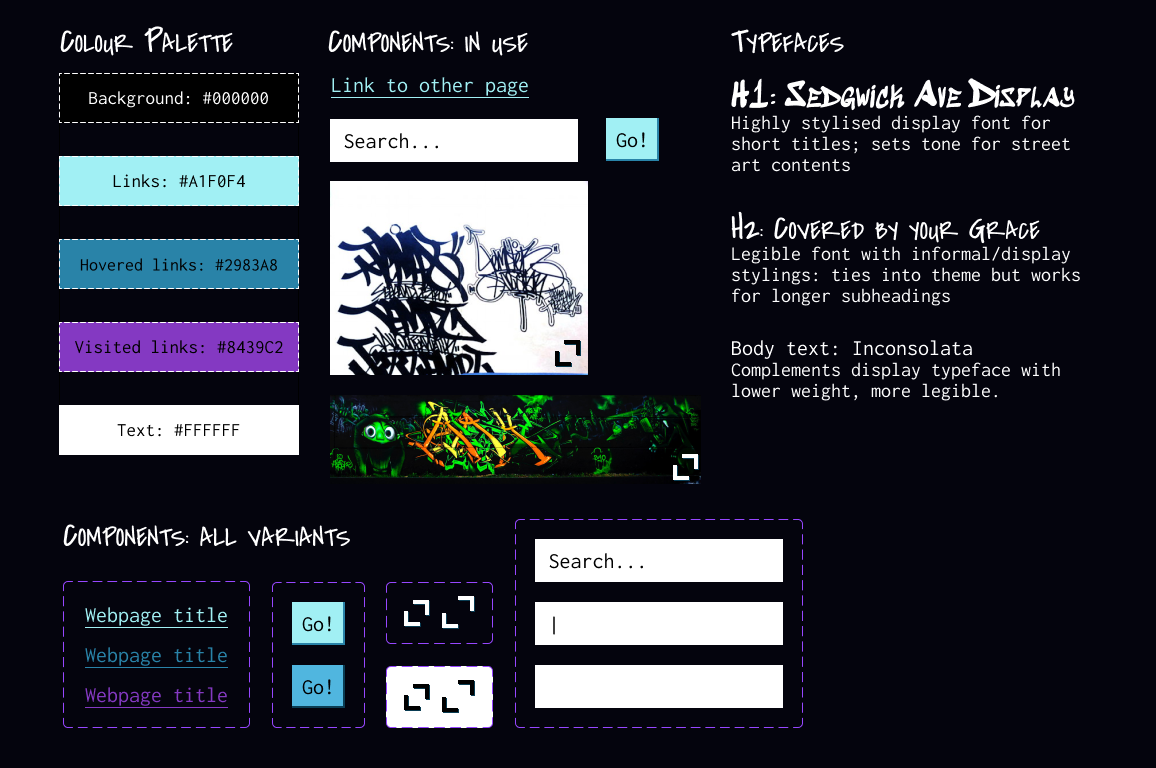 Colour Palette
Background: #000000
Links: #A1F0F4
Hovered links: #2983A8
Visited links: #8439C2
Text: #FFFFFF
Components: in use
Link to other page
Search...
Go!
Typefaces
H1: Sedgwick Ave Display
Highly stylised display font for
short titles; sets tone for street
art contents
H2: Covered by your Grace
Legible font with informal/display
stylings: ties into theme but works
for longer subheadings
Body text: Inconsolata
Complements display typeface with
lower weight, more legible.
Components: all variants
Webpage title
Webpage title
Webpage title
Go!
Go!
Search...
|